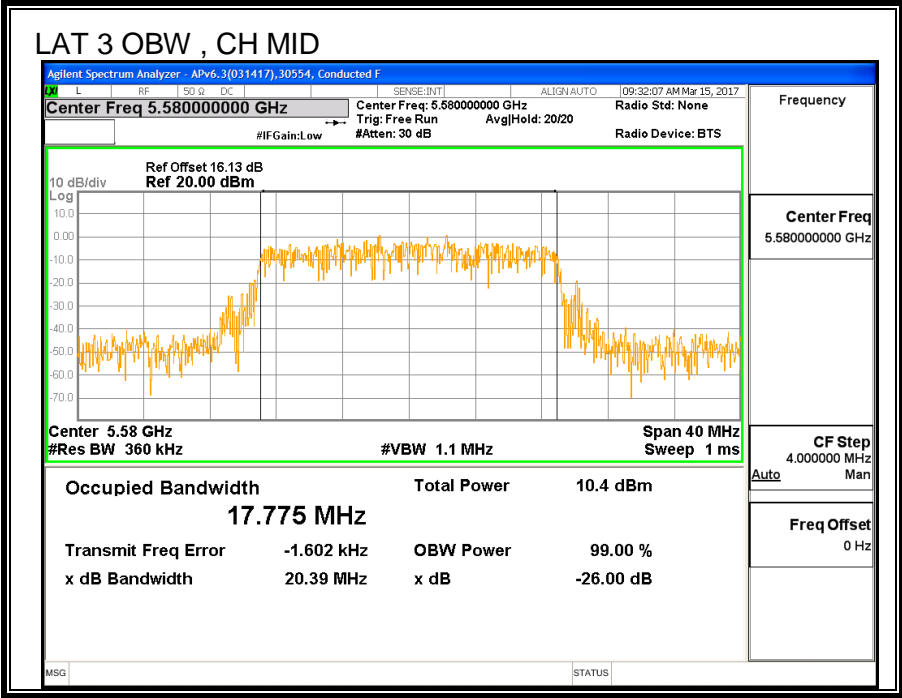 LAT 3 OBW , CH MID
Agilent Spectrum Analyzer - APv6.3(031417),30554, Conducted F
LXI L RF 50 Ω DC SENSE:INT ALIGN AUTO 09:32:07 AM Mar 15, 2017
Center Freq 5.580000000 GHz
Center Freq: 5.580000000 GHz Radio Std: None
Trig: Free Run Avg|Hold: 20/20
#IFGain:Low #Atten: 30 dB Radio Device: BTS
Frequency
Ref Offset 16.13 dB
10 dB/div Ref 20.00 dBm
Log
10.0
0.00
-10.0
-20.0
-30.0
-40.0
-50.0
-60.0
-70.0
Center 5.58 GHz Span 40 MHz
#Res BW 360 kHz #VBW 1.1 MHz Sweep 1 ms
Center Freq
5.580000000 GHz
CF Step
4.000000 MHz
Auto Man
Freq Offset
0 Hz
Occupied Bandwidth Total Power 10.4 dBm
17.775 MHz
Transmit Freq Error -1.602 kHz OBW Power 99.00 %
x dB Bandwidth 20.39 MHz x dB -26.00 dB
MSG STATUS